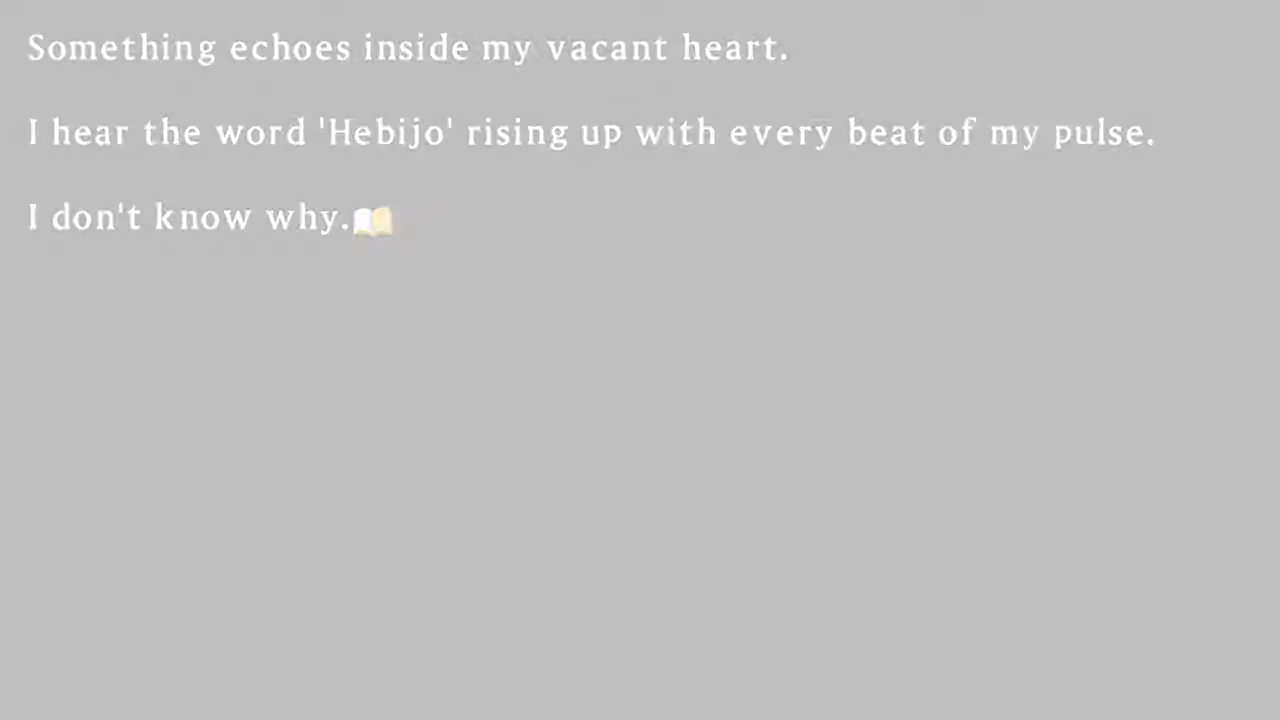 Something echoes inside my vacant heart.
I hear the word 'Hebijo' rising up with every beat of my pulse.
I don't know why.